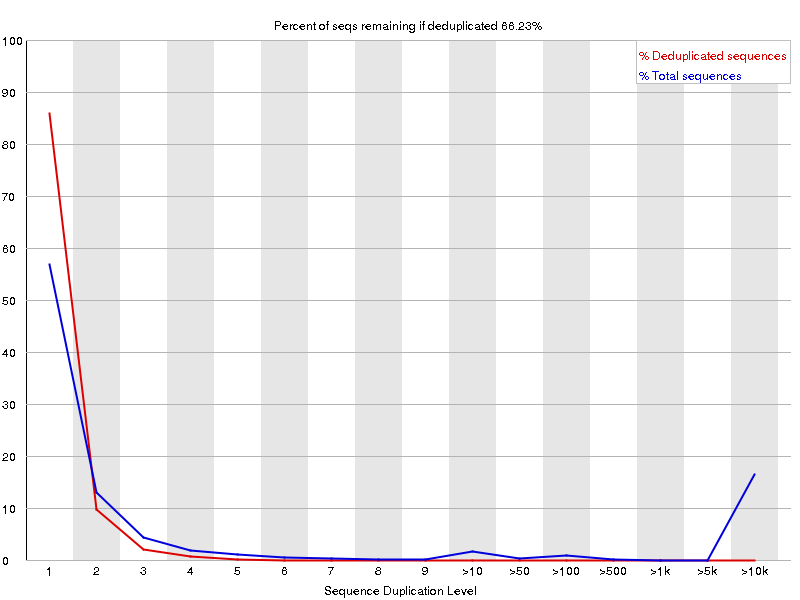 Percent of seqs remaining if deduplicated 66.23%
% Deduplicated sequences
% Total sequences
100
90
80
70
60
50
40
30
20
10
0
1 2 3 4 5 6 7 8 9 >10 >50 >100 >500 >1k >5k >10k
Sequence Duplication Level